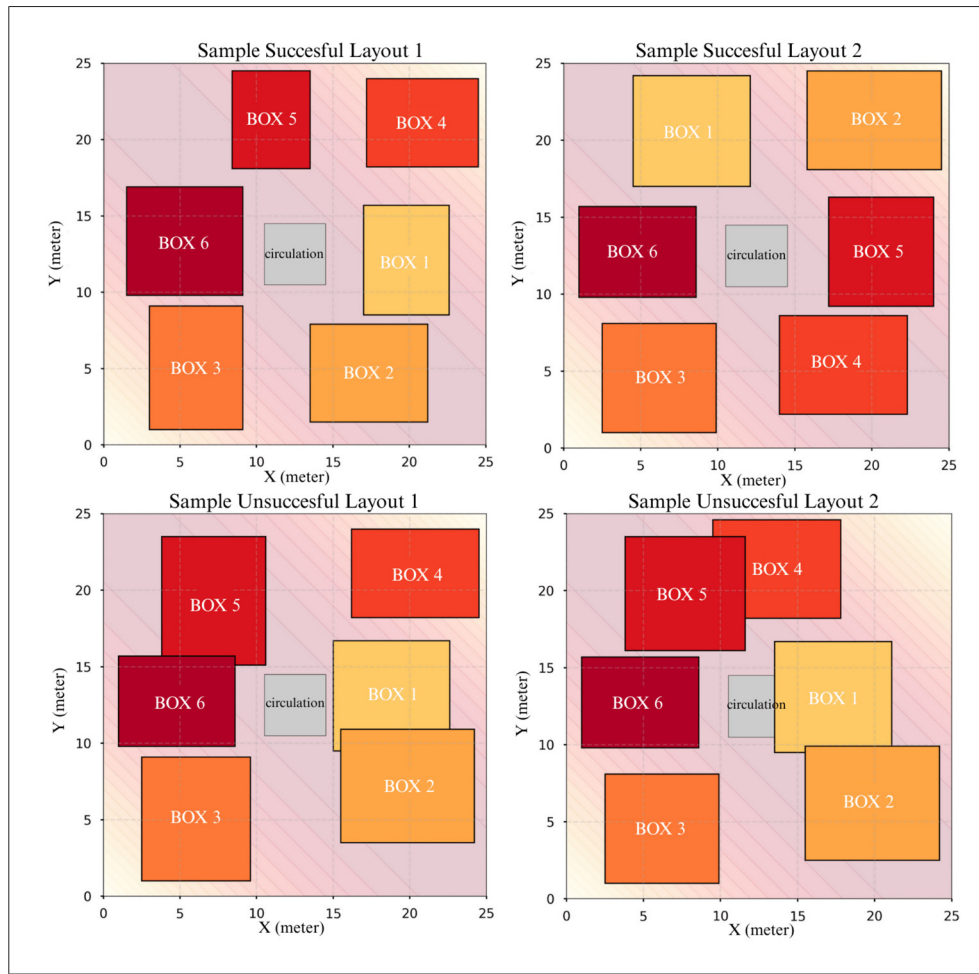 Sample Succesful Layout 1
25
20
15
10
5
0
Y (meter)
BOX 5
BOX 4
BOX 6
circulation
BOX 1
BOX 3
BOX 2
0 5 10 15 20 25
X (meter)
Sample Succesful Layout 2
25
20
15
10
5
0
Y (meter)
BOX 1
BOX 2
BOX 6
circulation
BOX 5
BOX 3
BOX 4
0 5 10 15 20 25
X (meter)
Sample Unsuccesful Layout 1
25
20
15
10
5
0
Y (meter)
BOX 4
BOX 5
BOX 6
circulation
BOX 1
BOX 2
BOX 3
0 5 10 15 20 25
X (meter)
Sample Unsuccesful Layout 2
25
20
15
10
5
0
Y (meter)
BOX 4
BOX 5
BOX 6
circulation
BOX 1
BOX 2
BOX 3
0 5 10 15 20 25
X (meter)